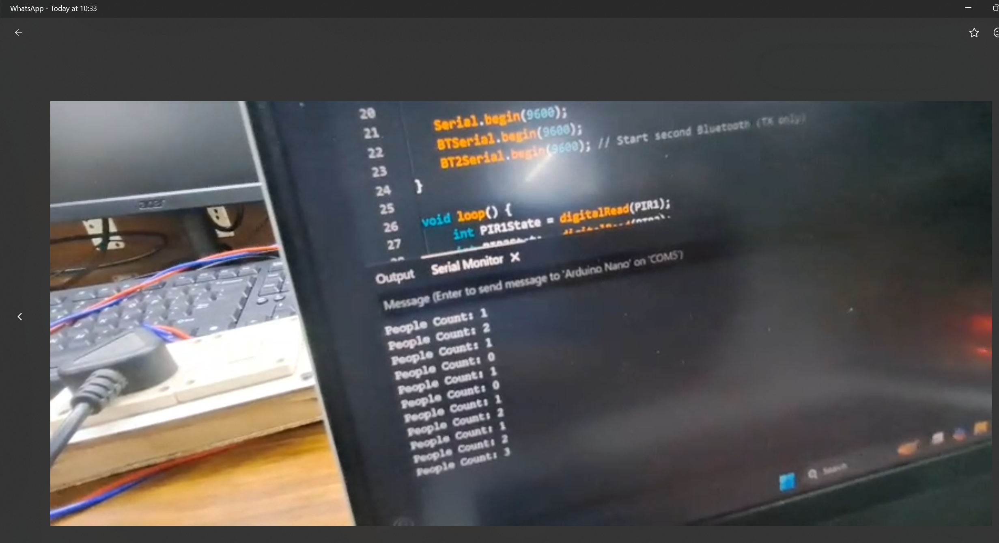 WhatsApp - Today at 10:33
acer
20
Serial.begin(9600);
21
BTSerial.begin(9600);
22
BT2Serial.begin(9600); // Start second Bluetooth (TX only)
23
24
}
25
26
void loop() {
27
int PIR1State = digitalRead(PIR1);
Output
Serial Monitor X
Message (Enter to send message to 'Arduino Nano' on 'COM5')
People Count: 1
People Count: 2
People Count: 1
People Count: 0
People Count: 1
People Count: 0
People Count: 1
People Count: 2
People Count: 1
People Count: 2
People Count: 3
Search